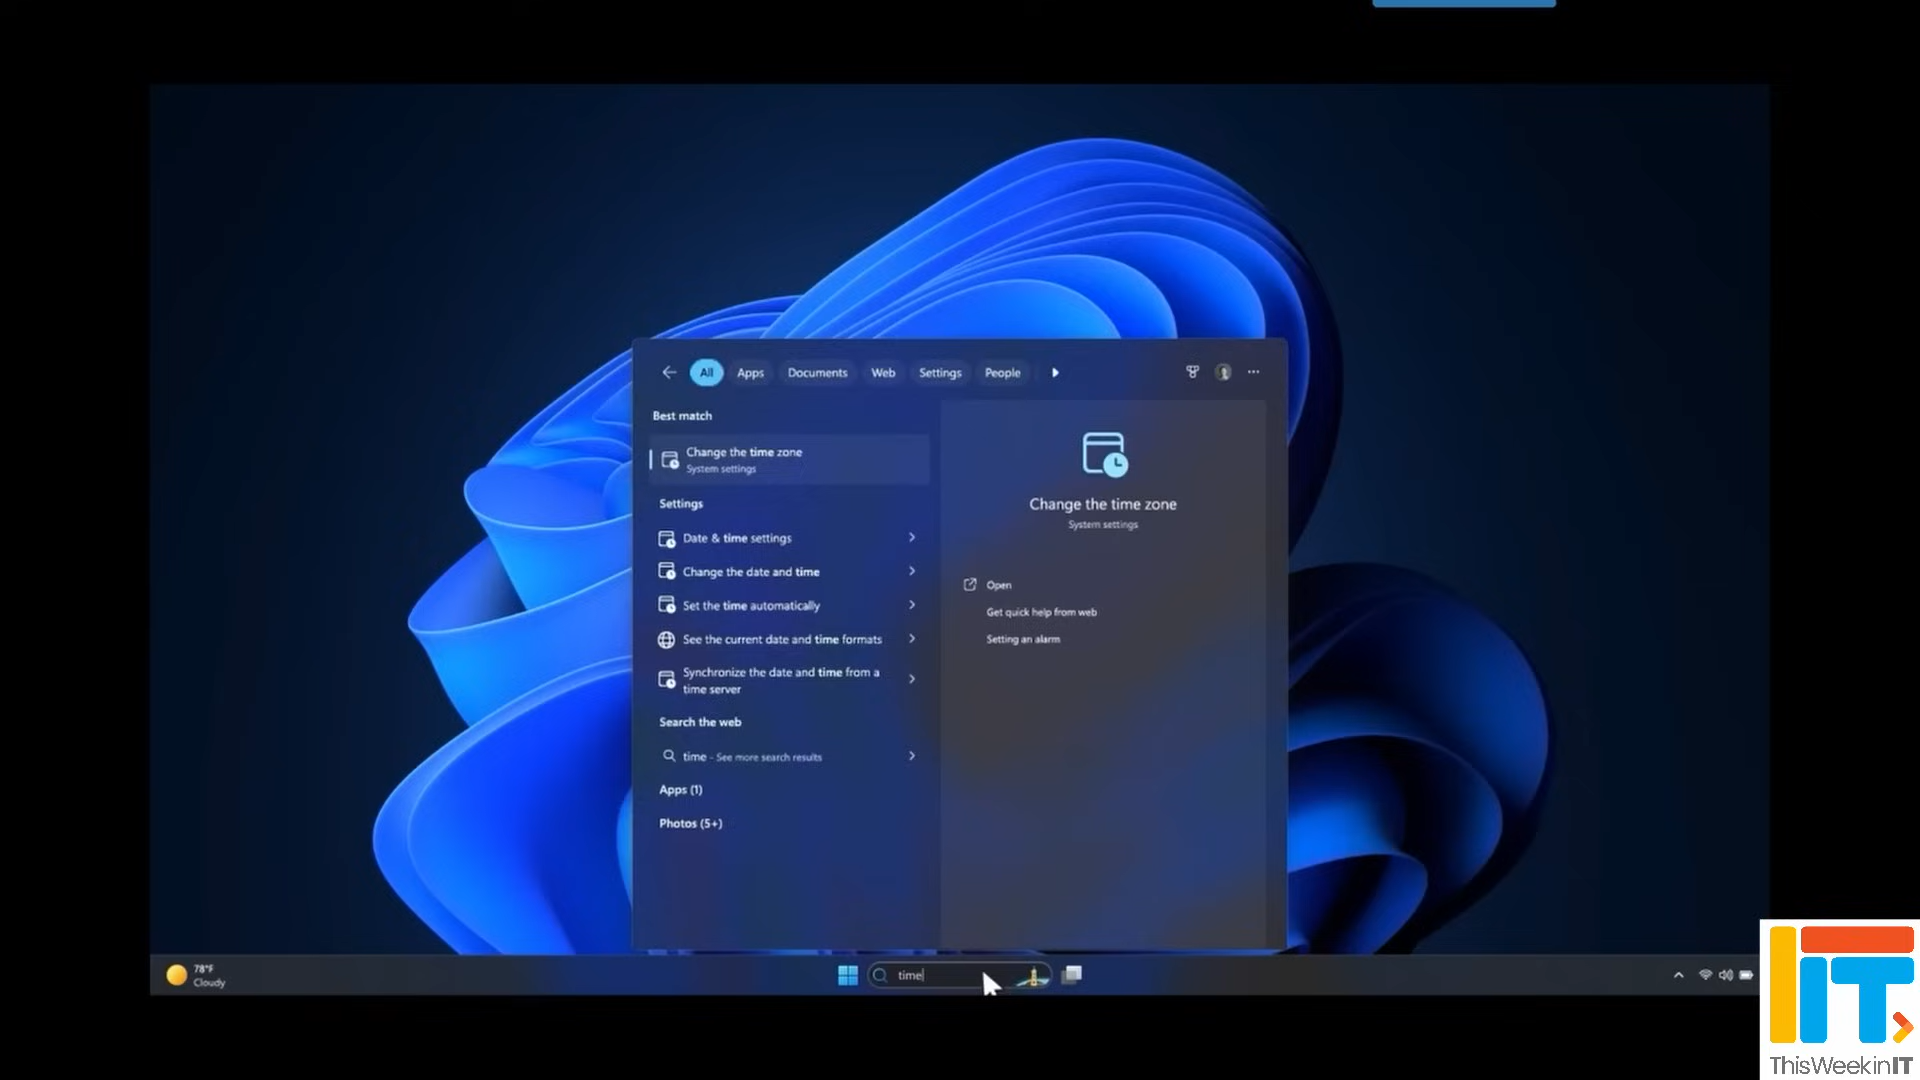 All
Apps
Documents
Web
Settings
People
Best match
Change the time zone
System settings
Settings
Date & time settings
Change the date and time
Set the time automatically
See the current date and time formats
Synchronize the date and time from a
time server
Search the web
time - See more search results
Apps (1)
Photos (5+)
Change the time zone
System settings
Open
Get quick help from web
Setting an alarm
78°F
Cloudy
time
IT
ThisWeekinIT